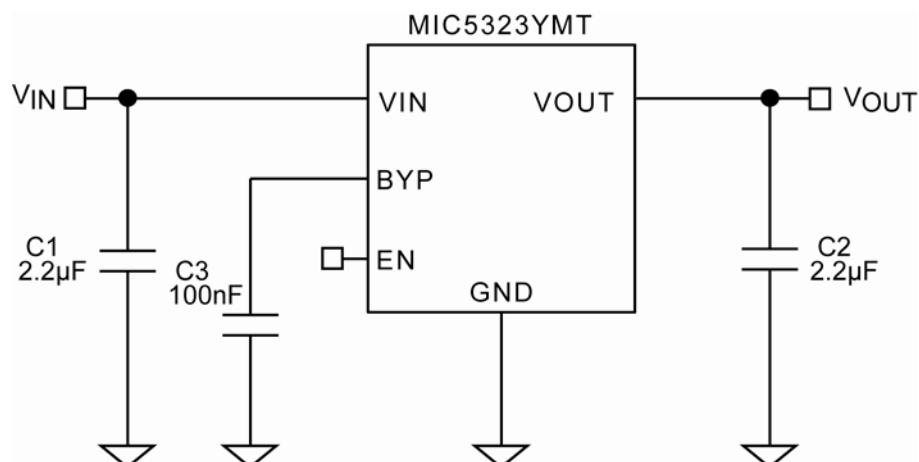 MIC5323YMT
VIN
VIN
VOUT
VOUT
BYP
EN
GND
C1
2.2µF
C3
100nF
C2
2.2µF